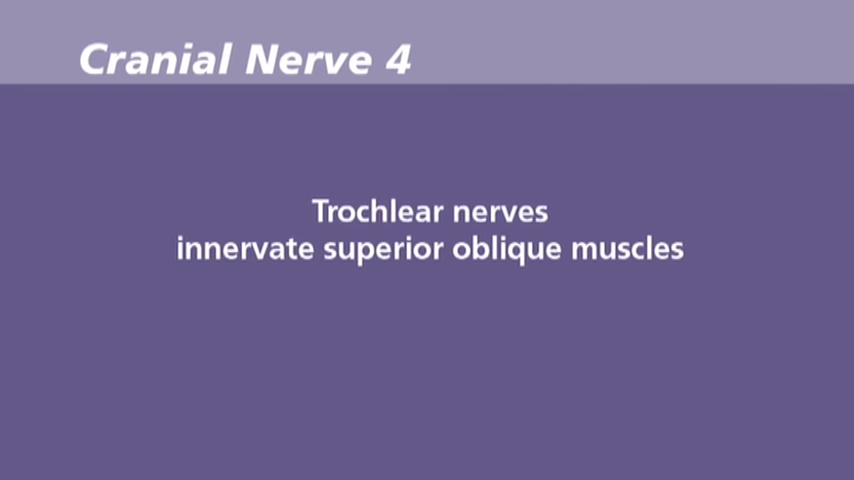 Cranial Nerve 4
Trochlear nerves
innervate superior oblique muscles